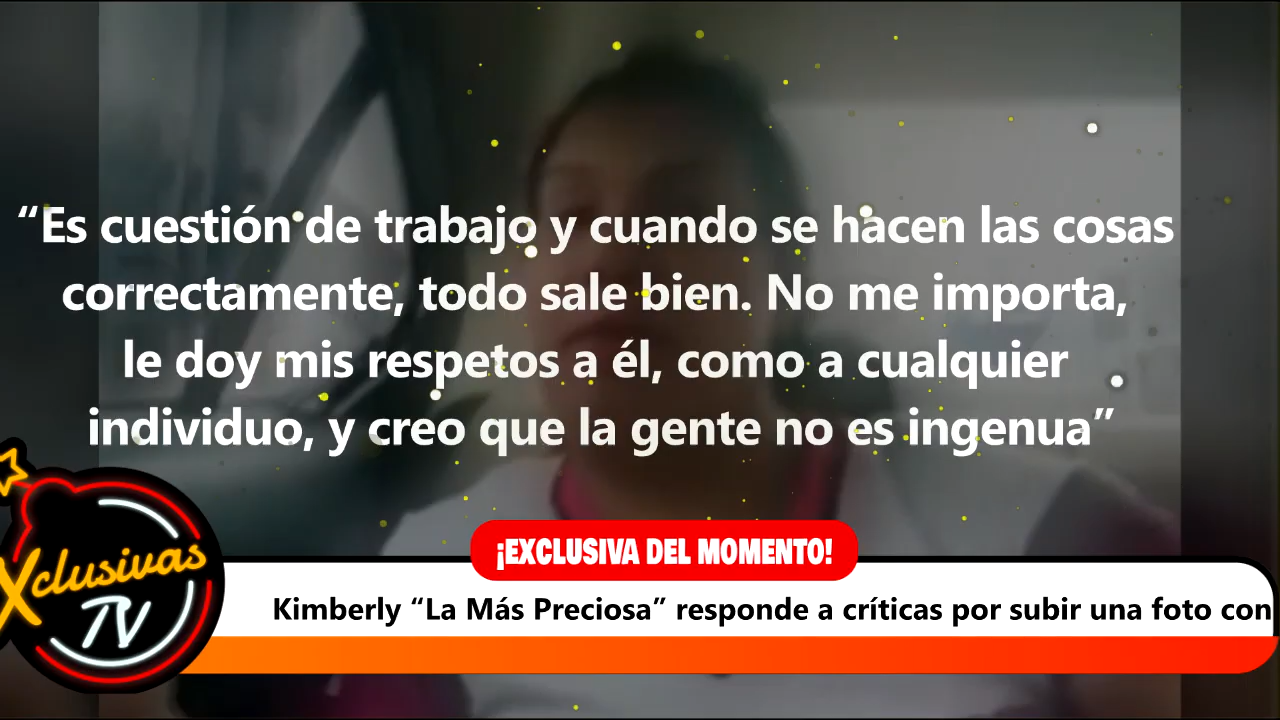 “Es cuestión de trabajo y cuando se hacen las cosas
correctamente, todo sale bien. No me importa,
le doy mis respetos a él, como a cualquier
individuo, y creo que la gente no es ingenua”
¡EXCLUSIVA DEL MOMENTO!
Xclusivas
TV
Kimberly “La Más Preciosa” responde a críticas por subir una foto con